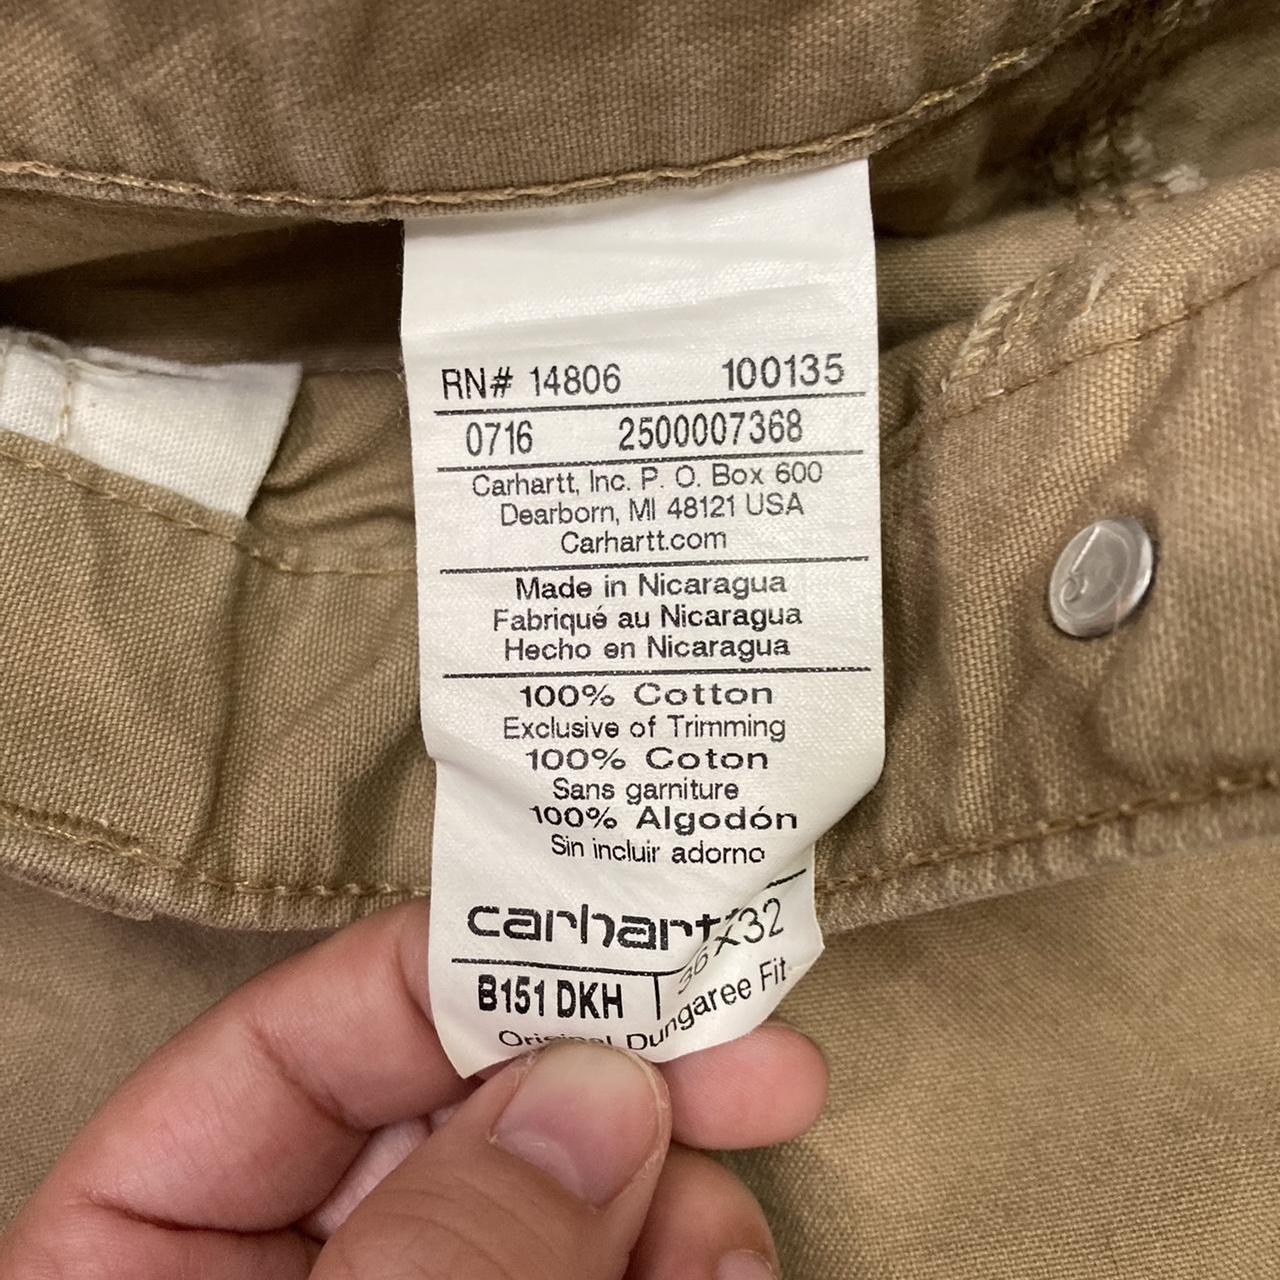 RN# 14806 100135
0716 2500007368
Carhartt, Inc. P. O. Box 600
Dearborn, MI 48121 USA
Carhartt.com
Made in Nicaragua
Fabriqué au Nicaragua
Hecho en Nicaragua
100% Cotton
Exclusive of Trimming
100% Coton
Sans garniture
100% Algodón
Sin incluir adorno
carhartt
36X32
B151 DKH
Original Dungaree Fit